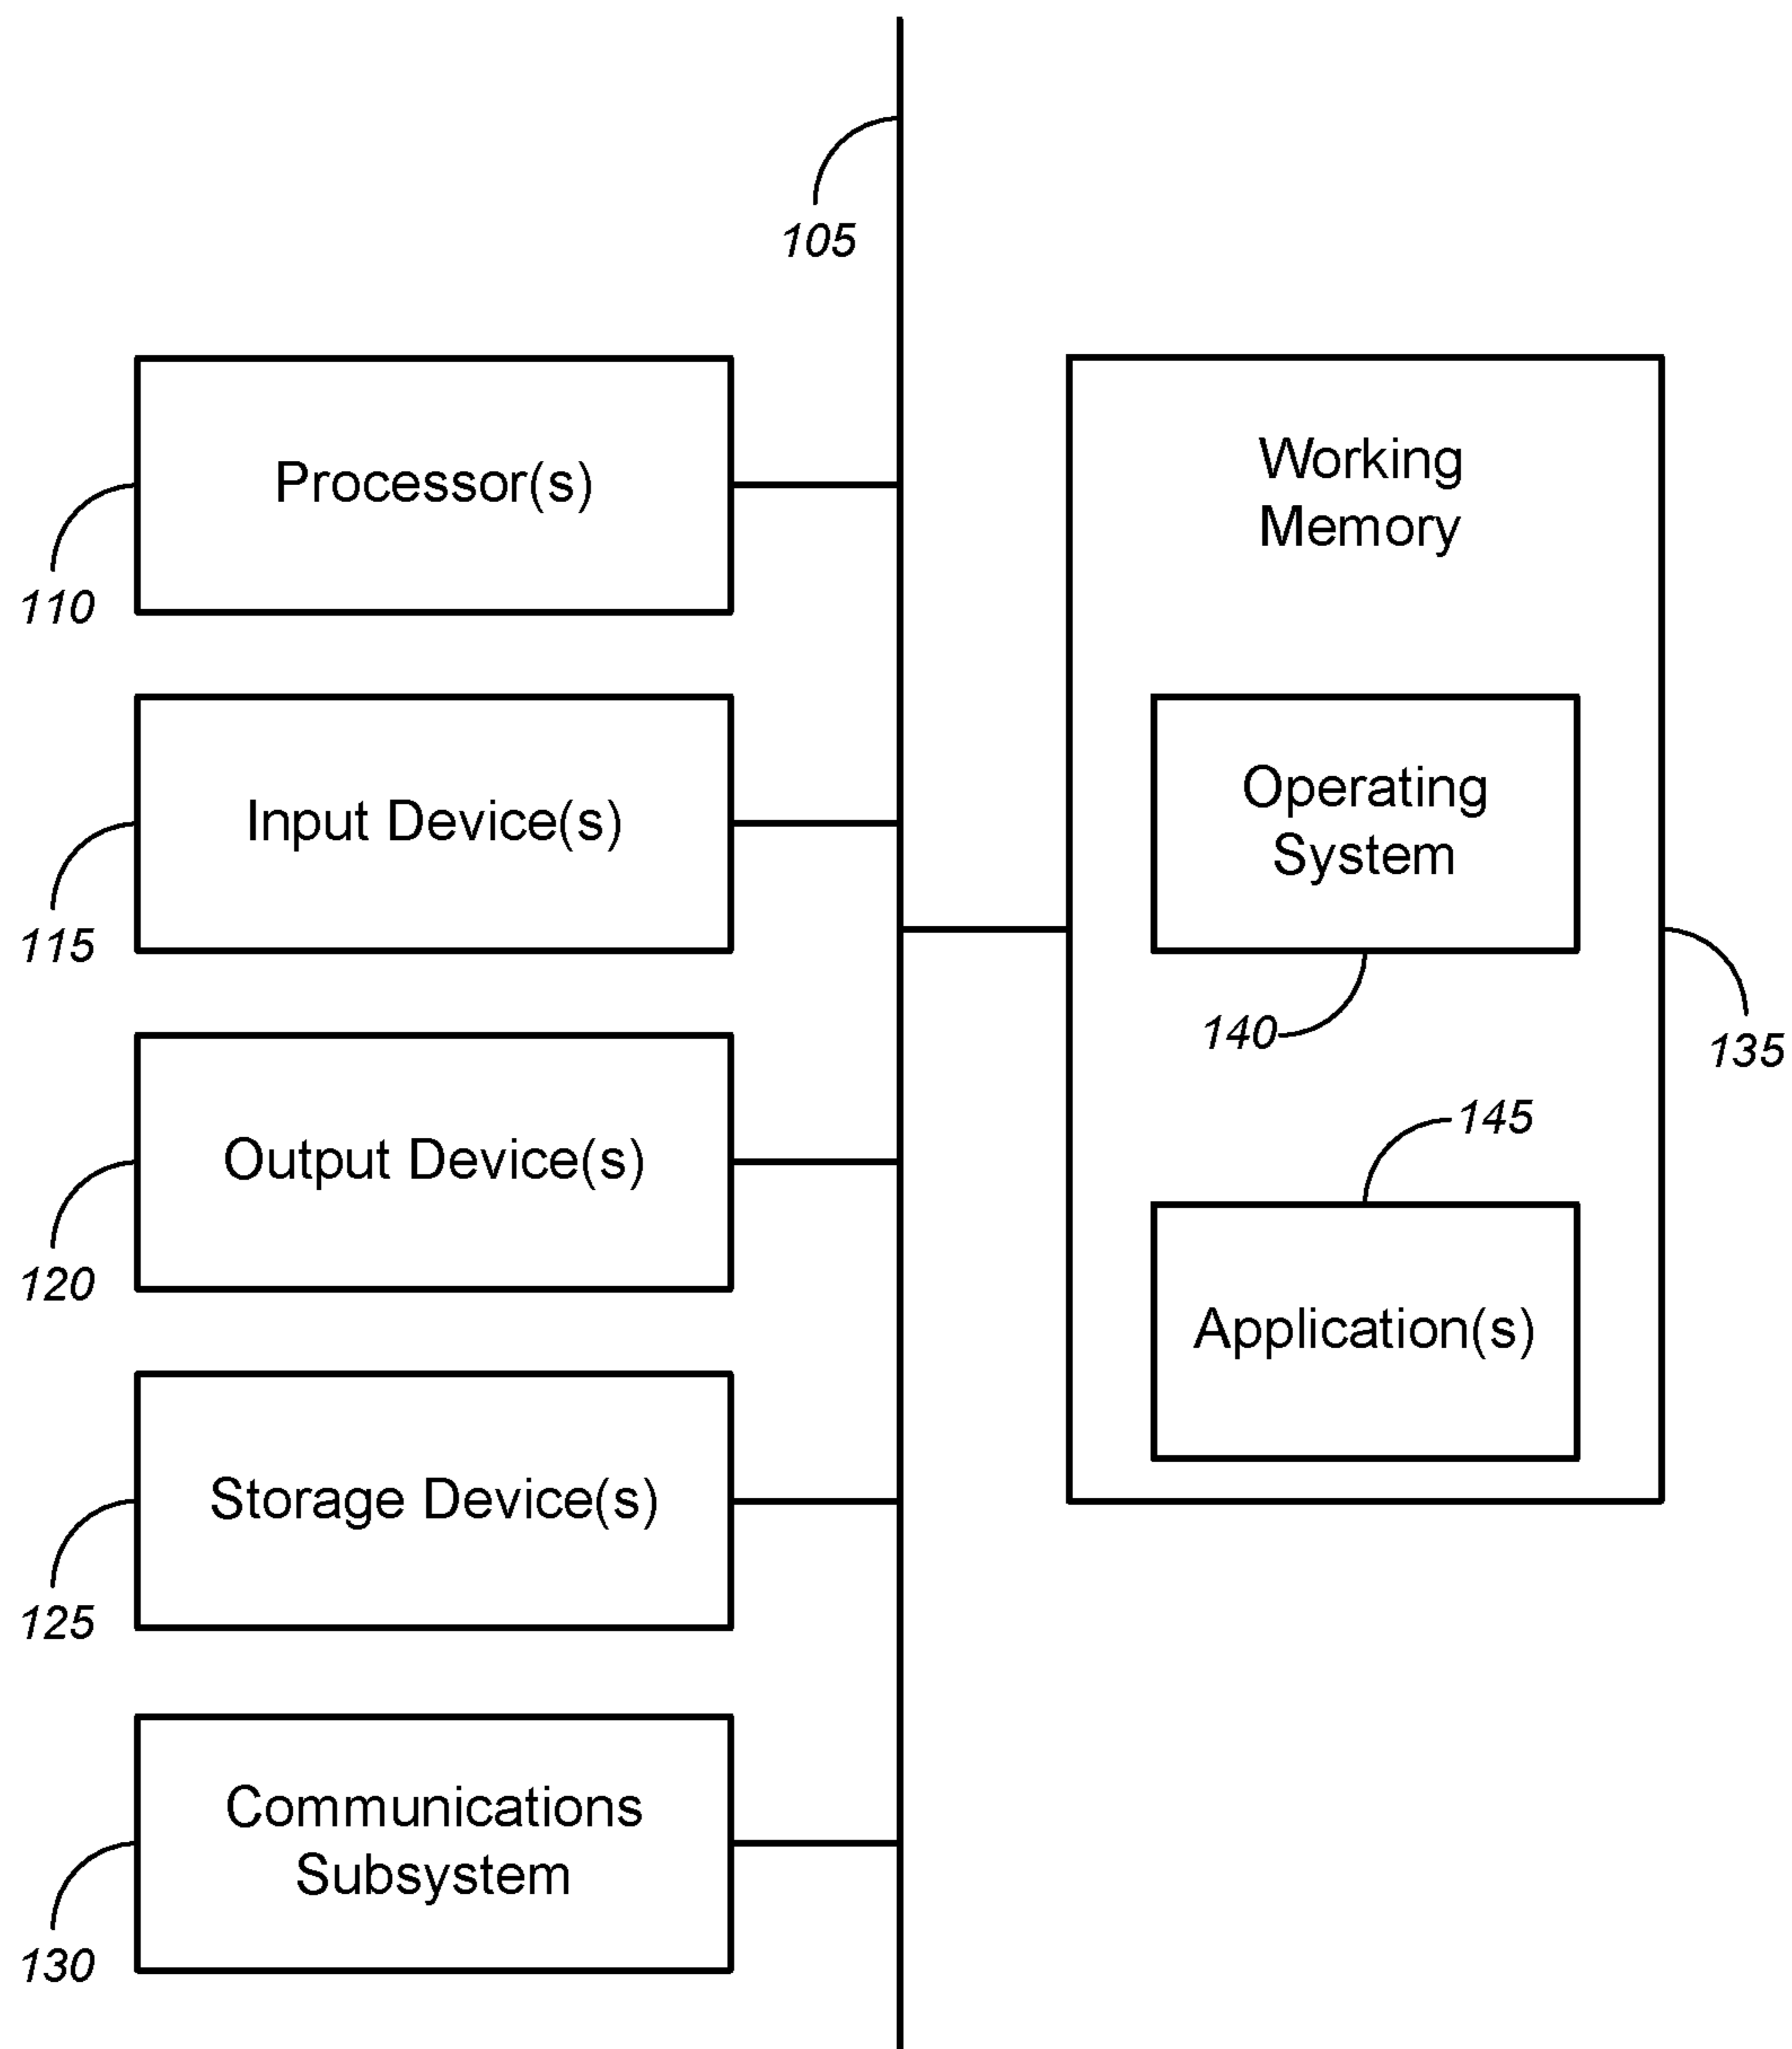 105
Processor(s)
110
Input Device(s)
115
Output Device(s)
120
Storage Device(s)
125
Communications
Subsystem
130
Working
Memory
Operating
System
140
135
145
Application(s)